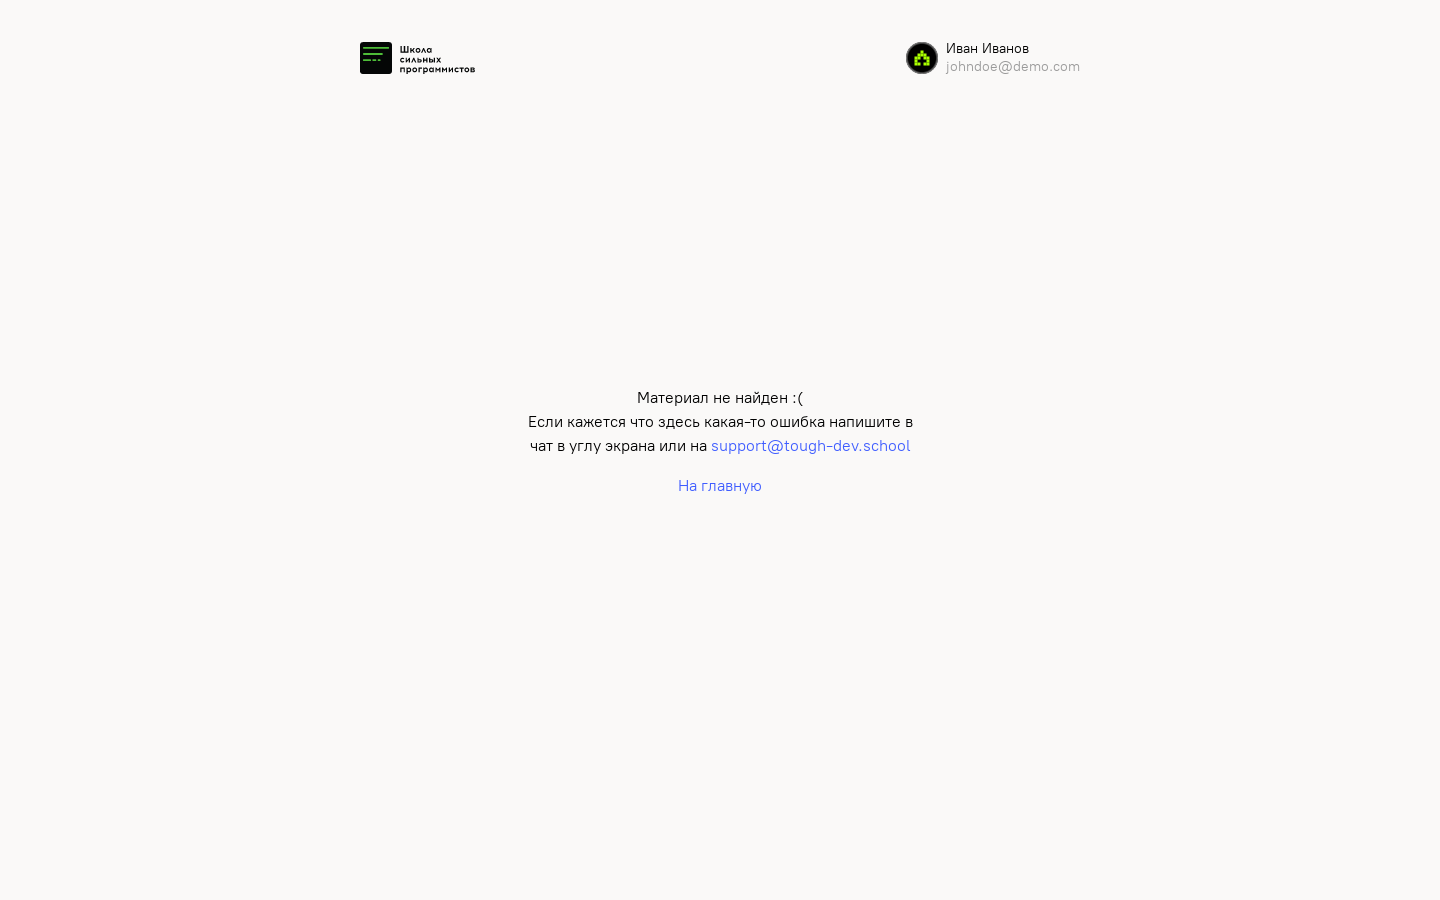 Школа
сильных
программистов
Иван Иванов
johndoe@demo.com
Материал не найден :(
Если кажется что здесь какая-то ошибка напишите в
чат в углу экрана или на support@tough-dev.school
На главную